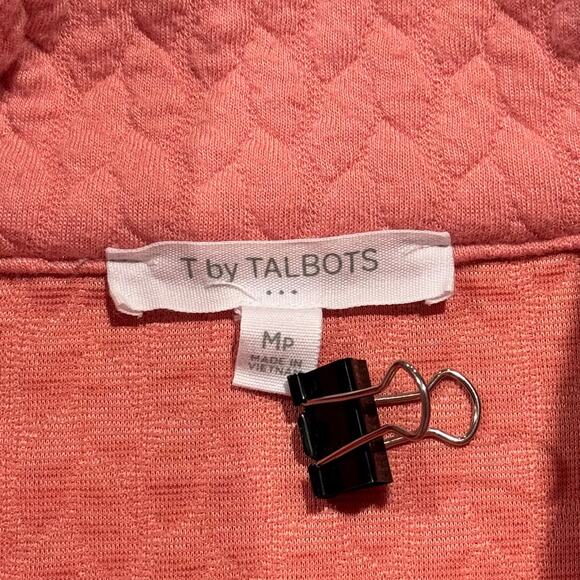 T by TALBOTS
MP
MADE IN
VIETNAM